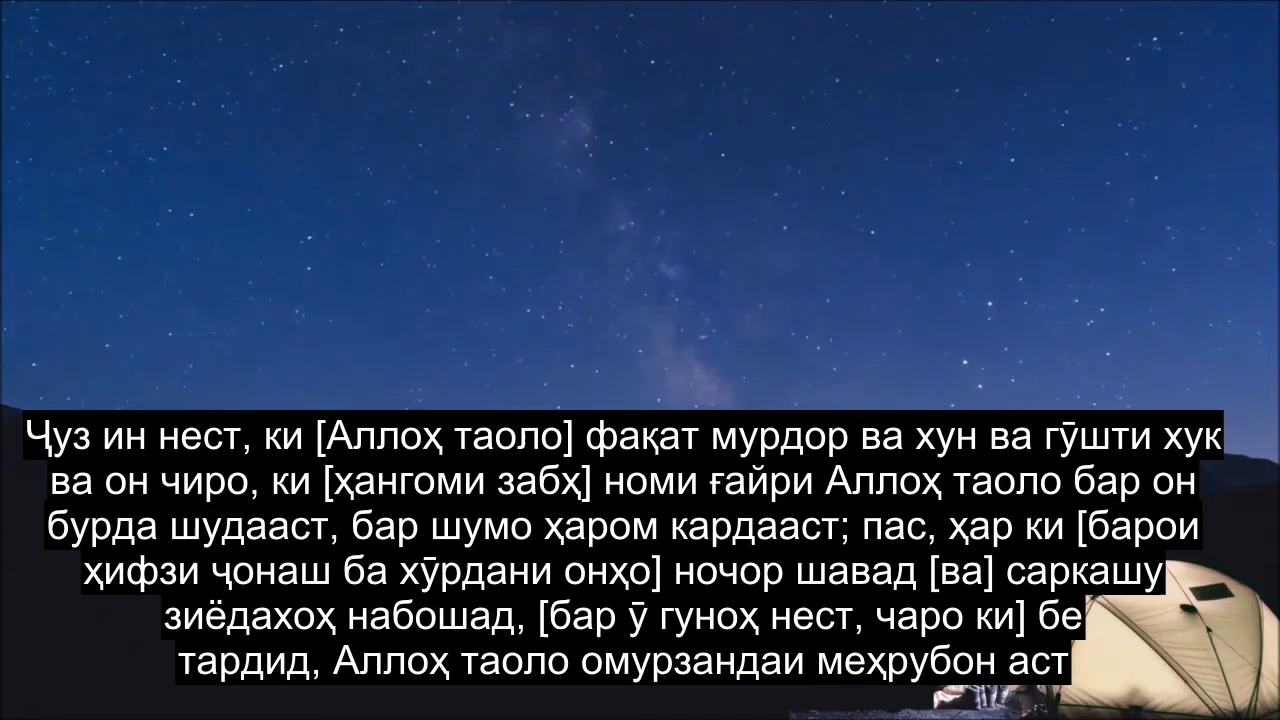 Ҷуз ин нест, ки [Аллоҳ таоло] фақат мурдор ва хун ва гӯшти хук
ва он чиро, ки [ҳангоми забҳ] номи ғайри Аллоҳ таоло бар он
бурда шудааст, бар шумо ҳаром кардааст; пас, ҳар ки [барои
ҳифзи ҷонаш ба хӯрдани онҳо] ночор шавад [ва] саркашу
зиёдахоҳ набошад, [бар ӯ гуноҳ нест, чаро ки] бе
тардид, Аллоҳ таоло омурзандаи меҳрубон аст